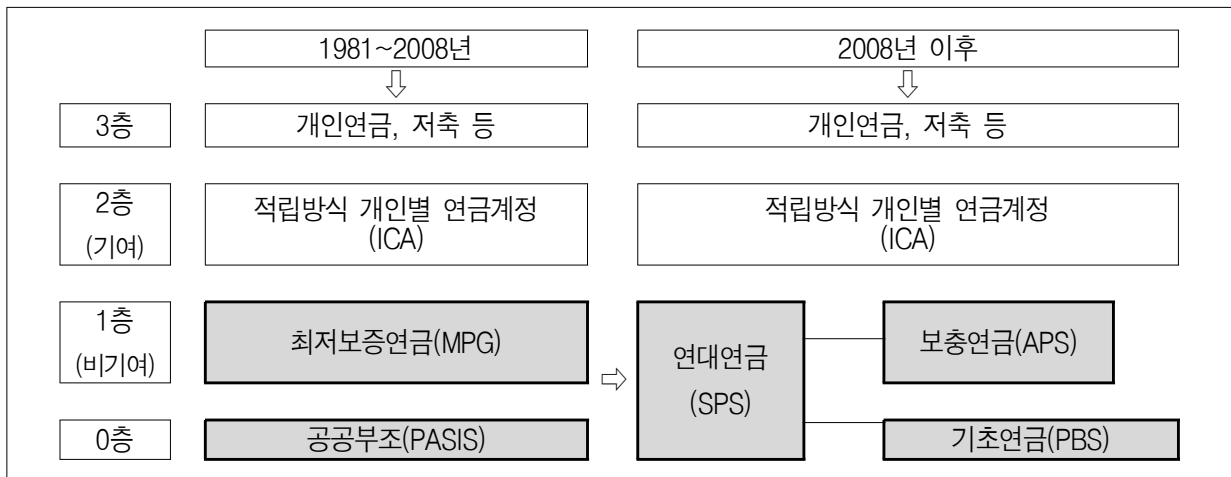 1981~2008년
2008년 이후
⇩
⇩
3층
개인연금, 저축 등
개인연금, 저축 등
2층
(기여)
적립방식 개인별 연금계정
(ICA)
적립방식 개인별 연금계정
(ICA)
1층
(비기여)
최저보증연금(MPG)
⇨
연대연금
(SPS)
보충연금(APS)
0층
공공부조(PASIS)
기초연금(PBS)